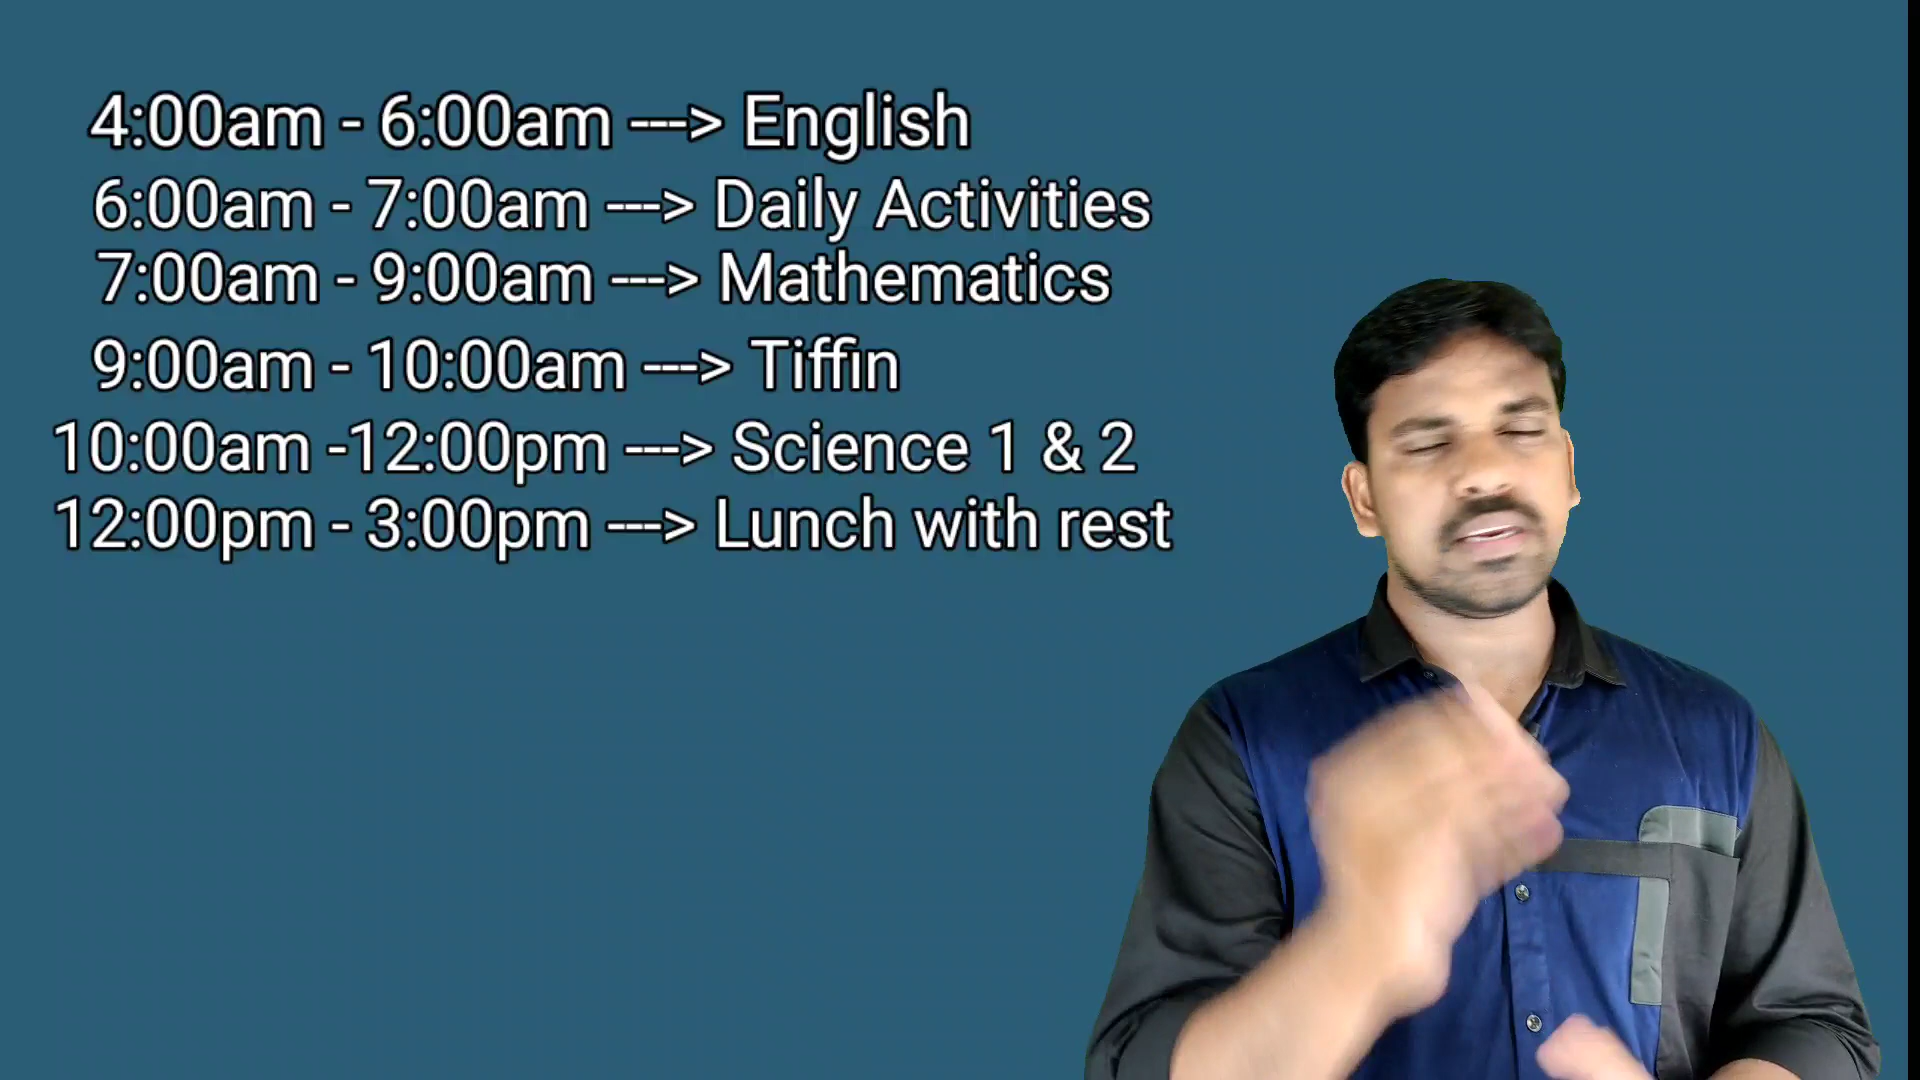 4:00am - 6:00am ---> English
6:00am - 7:00am ---> Daily Activities
7:00am - 9:00am ---> Mathematics
9:00am - 10:00am ---> Tiffin
10:00am -12:00pm ---> Science 1 & 2
12:00pm - 3:00pm ---> Lunch with rest